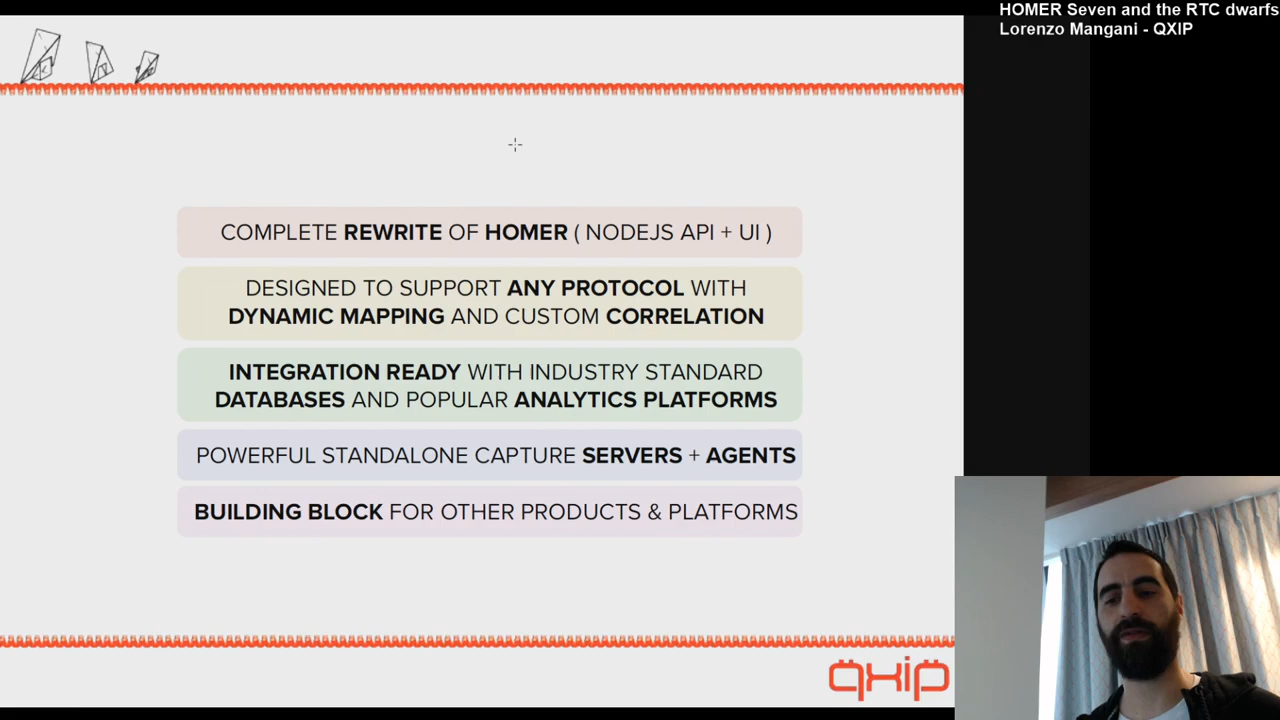 HOMER Seven and the RTC dwarfs
Lorenzo Mangani - QXIP
COMPLETE REWRITE OF HOMER ( NODEJS API + UI )
DESIGNED TO SUPPORT ANY PROTOCOL WITH
DYNAMIC MAPPING AND CUSTOM CORRELATION
INTEGRATION READY WITH INDUSTRY STANDARD
DATABASES AND POPULAR ANALYTICS PLATFORMS
POWERFUL STANDALONE CAPTURE SERVERS + AGENTS
BUILDING BLOCK FOR OTHER PRODUCTS & PLATFORMS
qxip